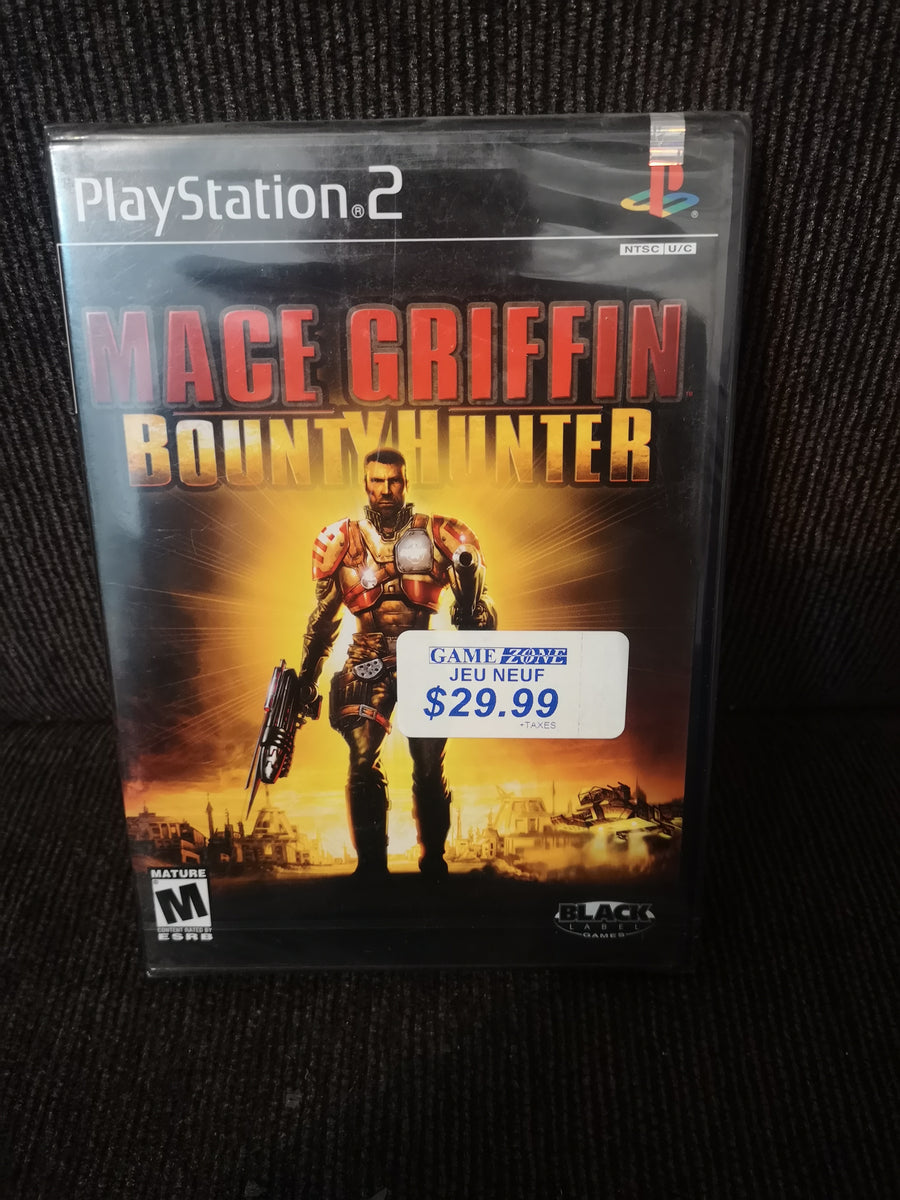 PlayStation®2
NTSC U/C
MACE GRIFFIN™
BOUNTY HUNTER
GAME ZONE
JEU NEUF
$29.99
+TAXES
MATURE
M
CONTENT RATED BY
ESRB
BLACK
LABEL
GAMES